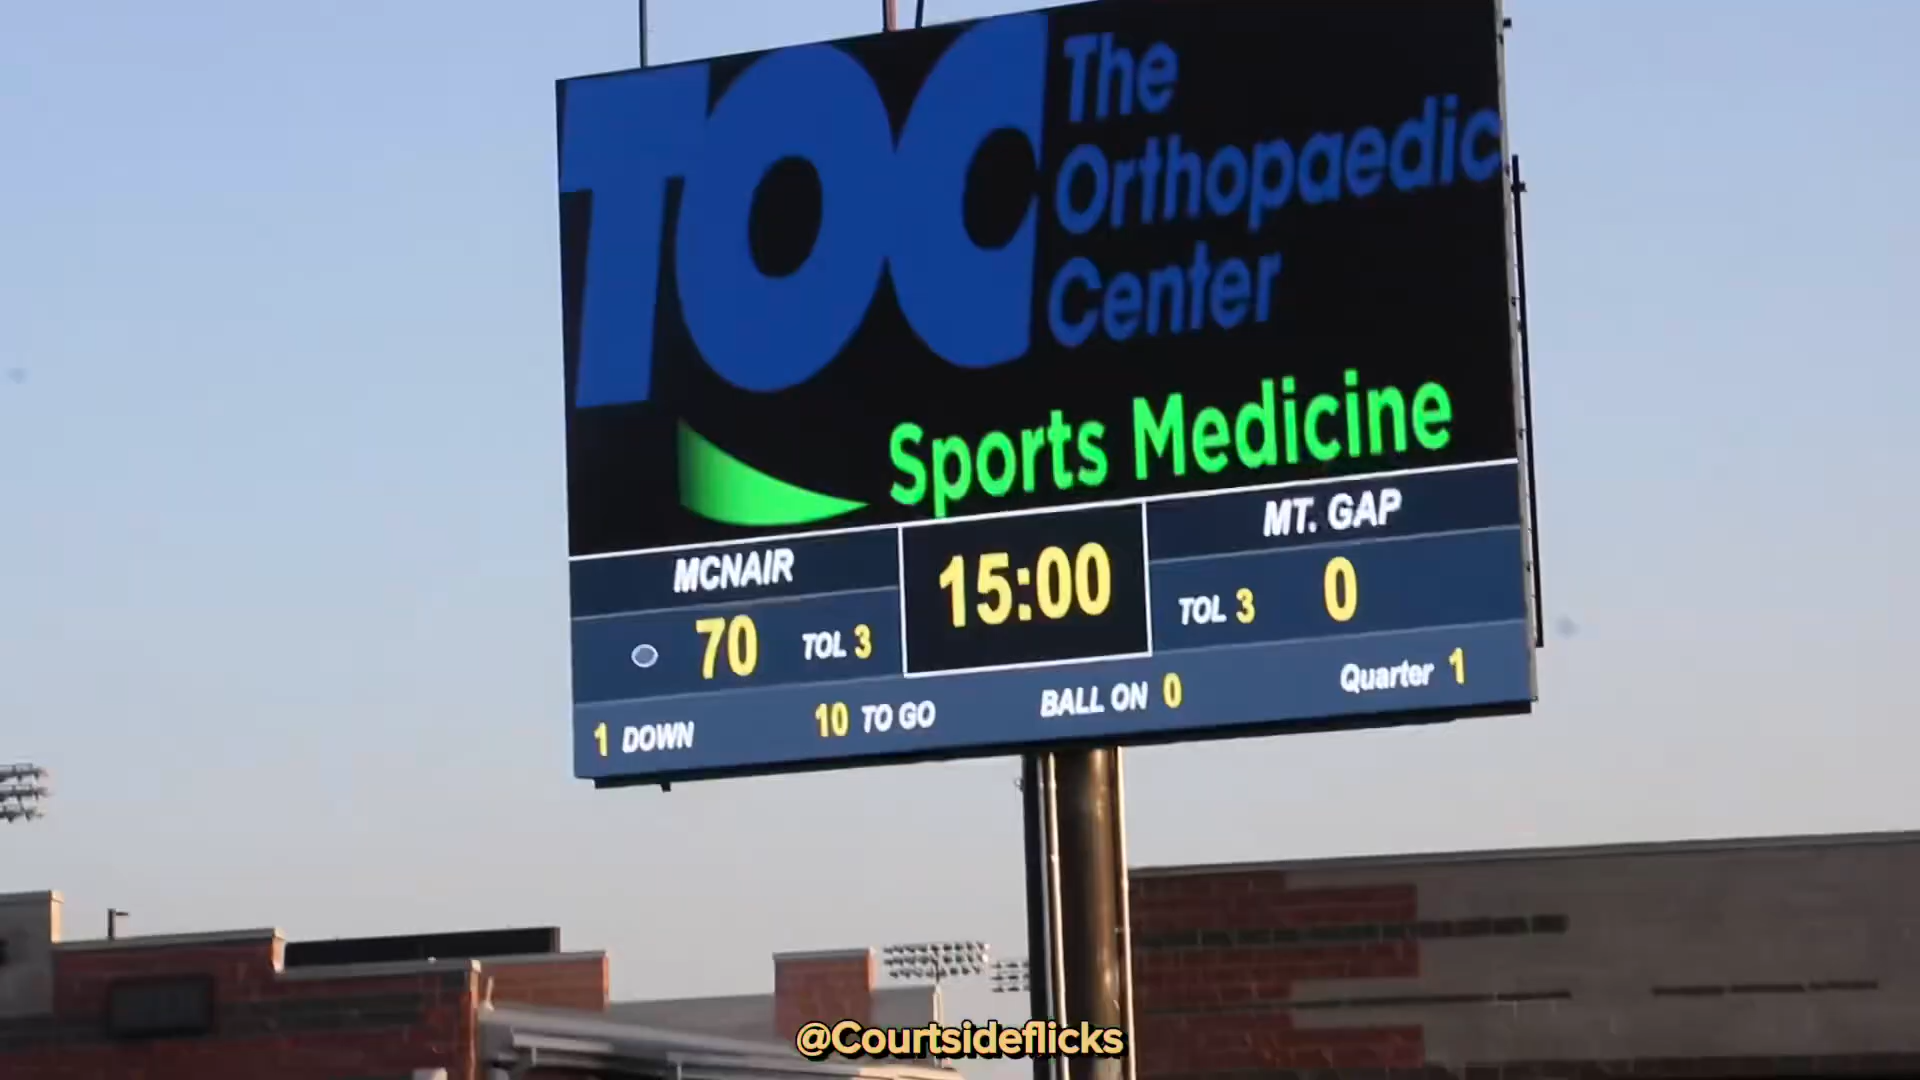 TOC The
Orthopaedic
Center
Sports Medicine
MCNAIR
15:00
MT. GAP
70 TOL 3
TOL 3 0
1 DOWN 10 TO GO BALL ON 0 Quarter 1
@Courtsideflicks